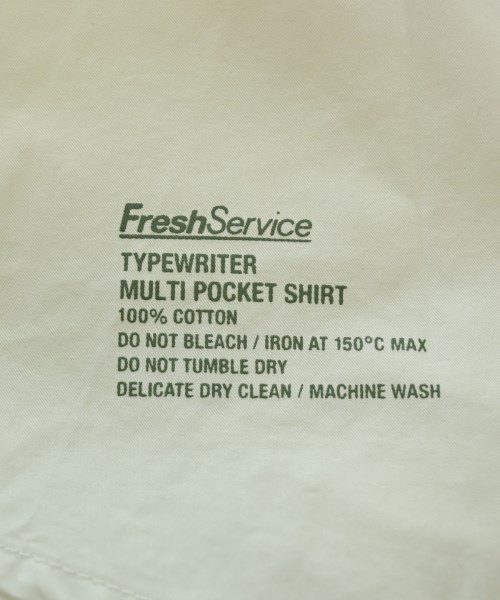 FreshService
TYPEWRITER
MULTI POCKET SHIRT
100% COTTON
DO NOT BLEACH / IRON AT 150°C MAX
DO NOT TUMBLE DRY
DELICATE DRY CLEAN / MACHINE WASH